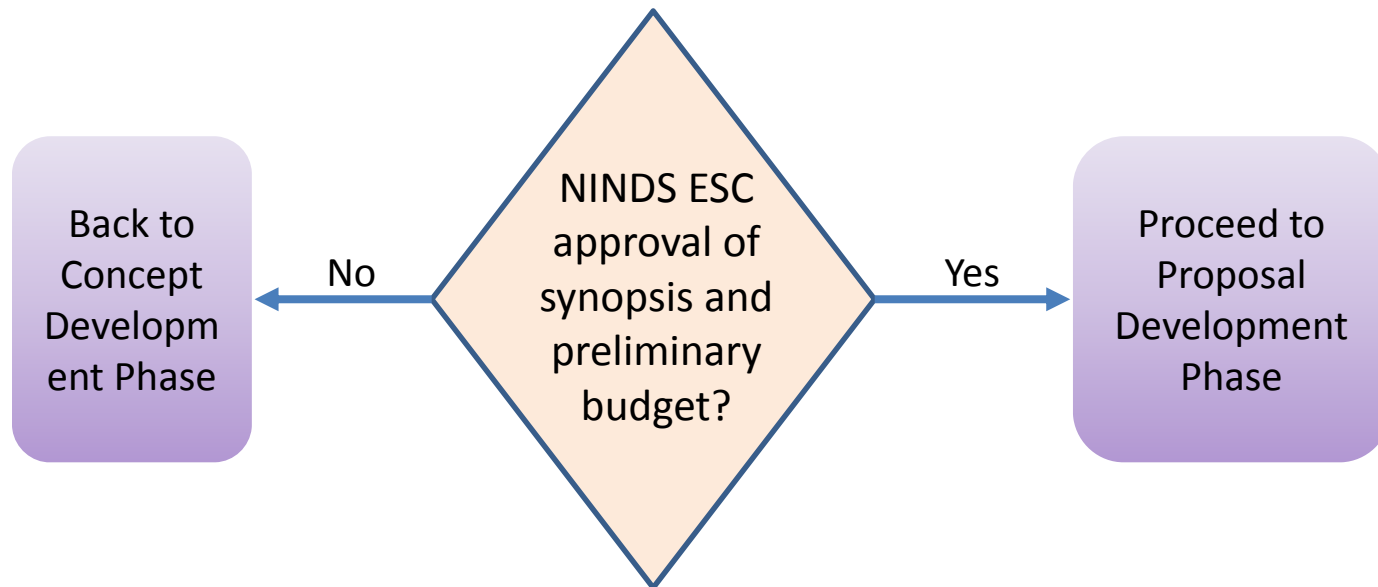 Back to
Concept
Developm
ent Phase
No
NINDS ESC
approval of
synopsis and
preliminary
budget?
Yes
Proceed to
Proposal
Development
Phase